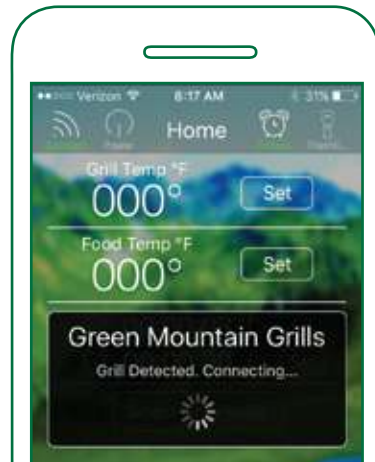 Verizon 8:17 AM 31%
Home
Grill Temp °F
000° Set
Food Temp °F
000° Set
Green Mountain Grills
Grill Detected. Connecting...